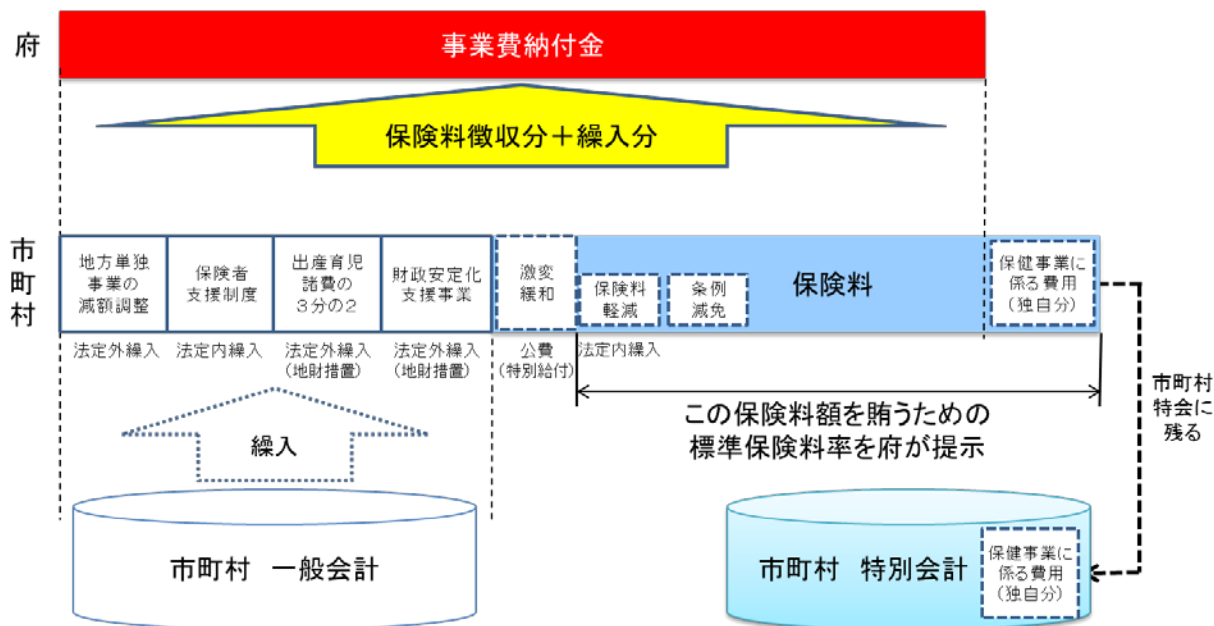 府
事業費納付金
保険料徴収分＋繰入分
市
町
村
地方単独
事業の
減額調整
保険者
支援制度
出産育児
諸費の
３分の２
財政安定化
支援事業
激変
緩和
保険料
軽減
条例
減免
保険料
保健事業に
係る費用
（独自分）
法定外繰入
法定内繰入
法定外繰入
（地財措置）
法定外繰入
（地財措置）
公費
（特別給付）
法定内繰入
この保険料額を賄うための
標準保険料率を府が提示
市町村
特会に
残る
繰入
市町村　一般会計
市町村　特別会計
保健事業に
係る費用
（独自分）